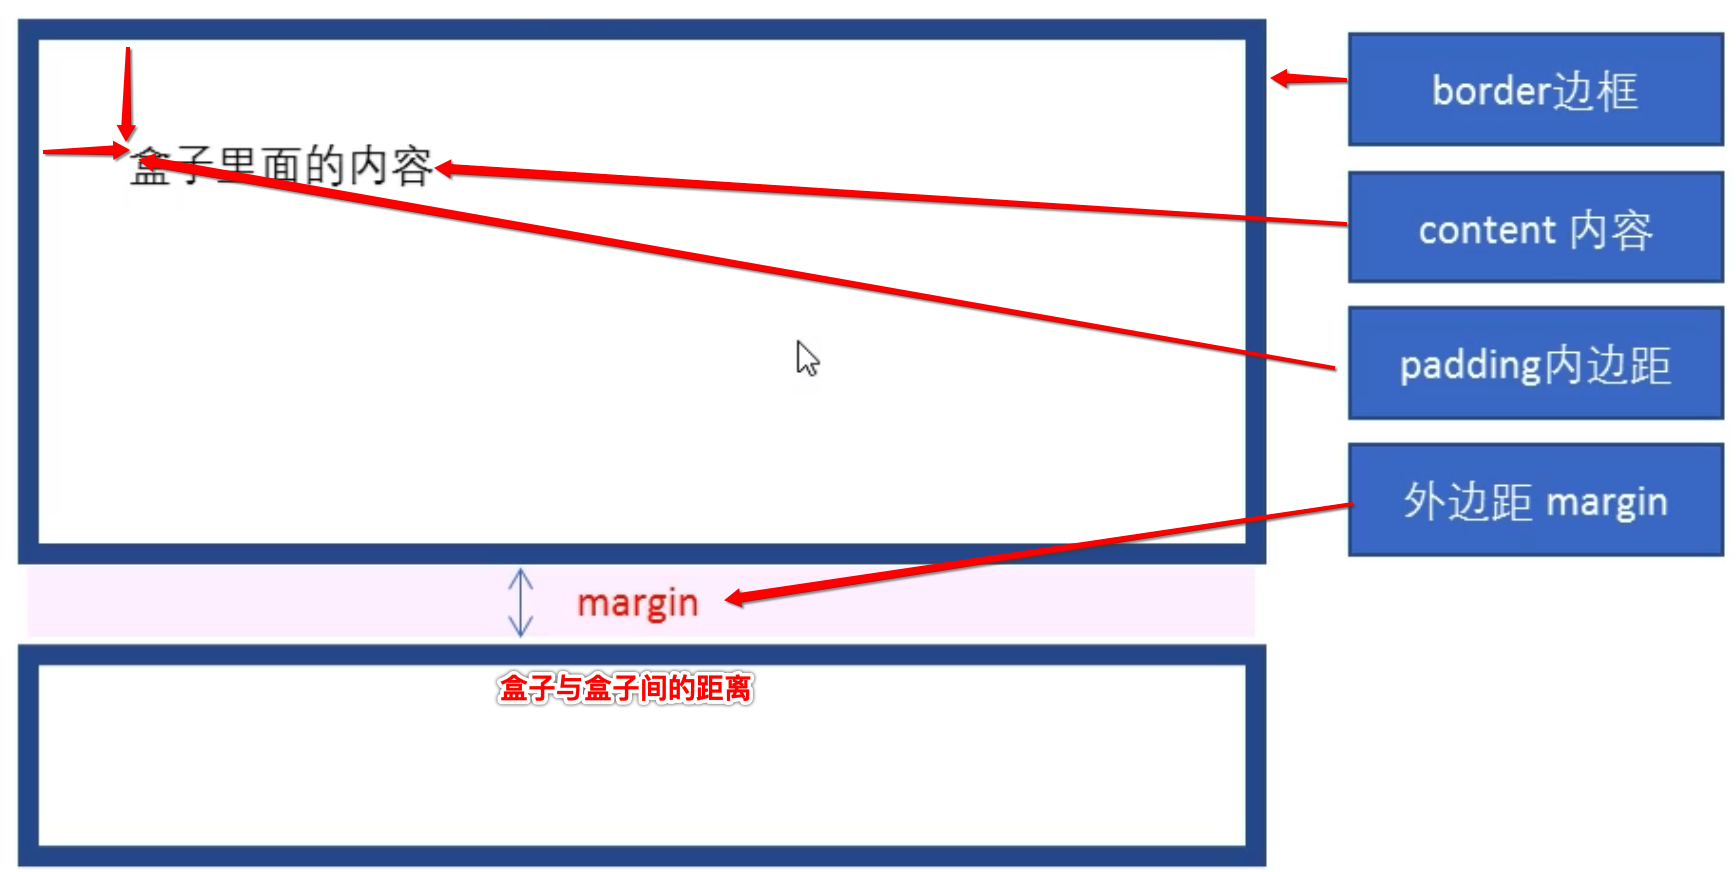 border边框
盒子里面的内容
content 内容
padding内边距
外边距 margin
margin
盒子与盒子间的距离